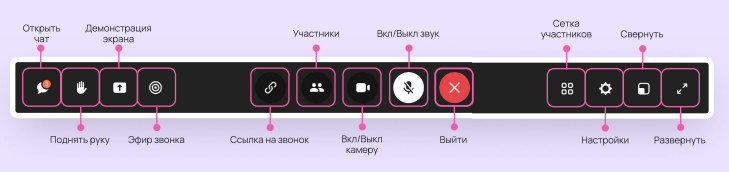 Открыть
чат
Демонстрация
экрана
Участники
Вкл/Выкл звук
Сетка
участников
Свернуть
Поднять руку
Эфир звонка
Ссылка на звонок
Вкл/Выкл
камеру
Выйти
Настройки
Развернуть